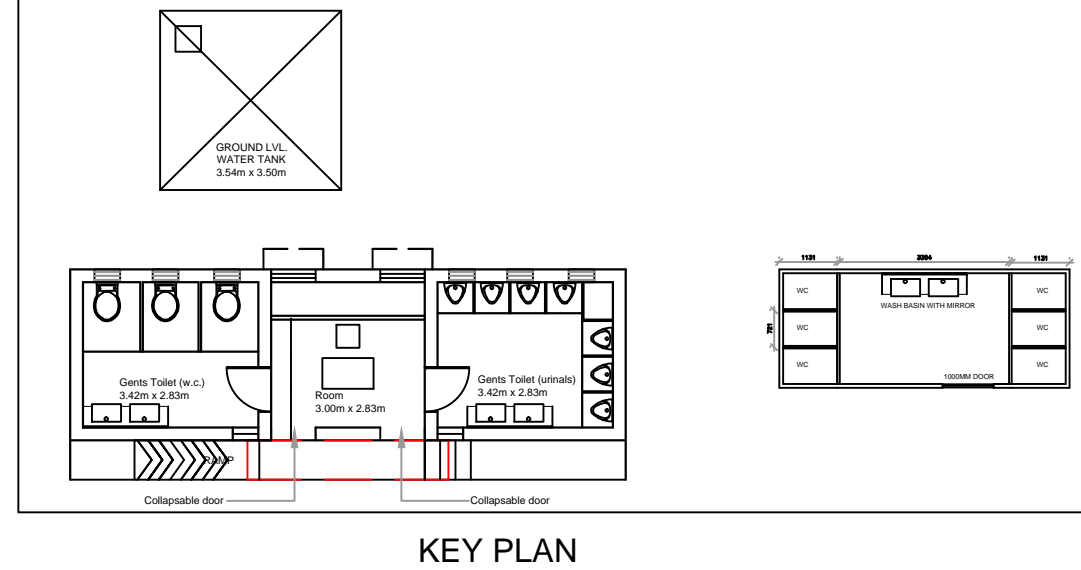 GROUND LVL.
WATER TANK
3.54m x 3.50m
1131
3304
1131
WC
WC
WASH BASIN WITH MIRROR
721
WC
WC
WC
WC
1000MM DOOR
Gents Toilet (w.c.)
3.42m x 2.83m
Room
3.00m x 2.83m
Gents Toilet (urinals)
3.42m x 2.83m
RAMP
Collapsable door
Collapsable door
KEY PLAN